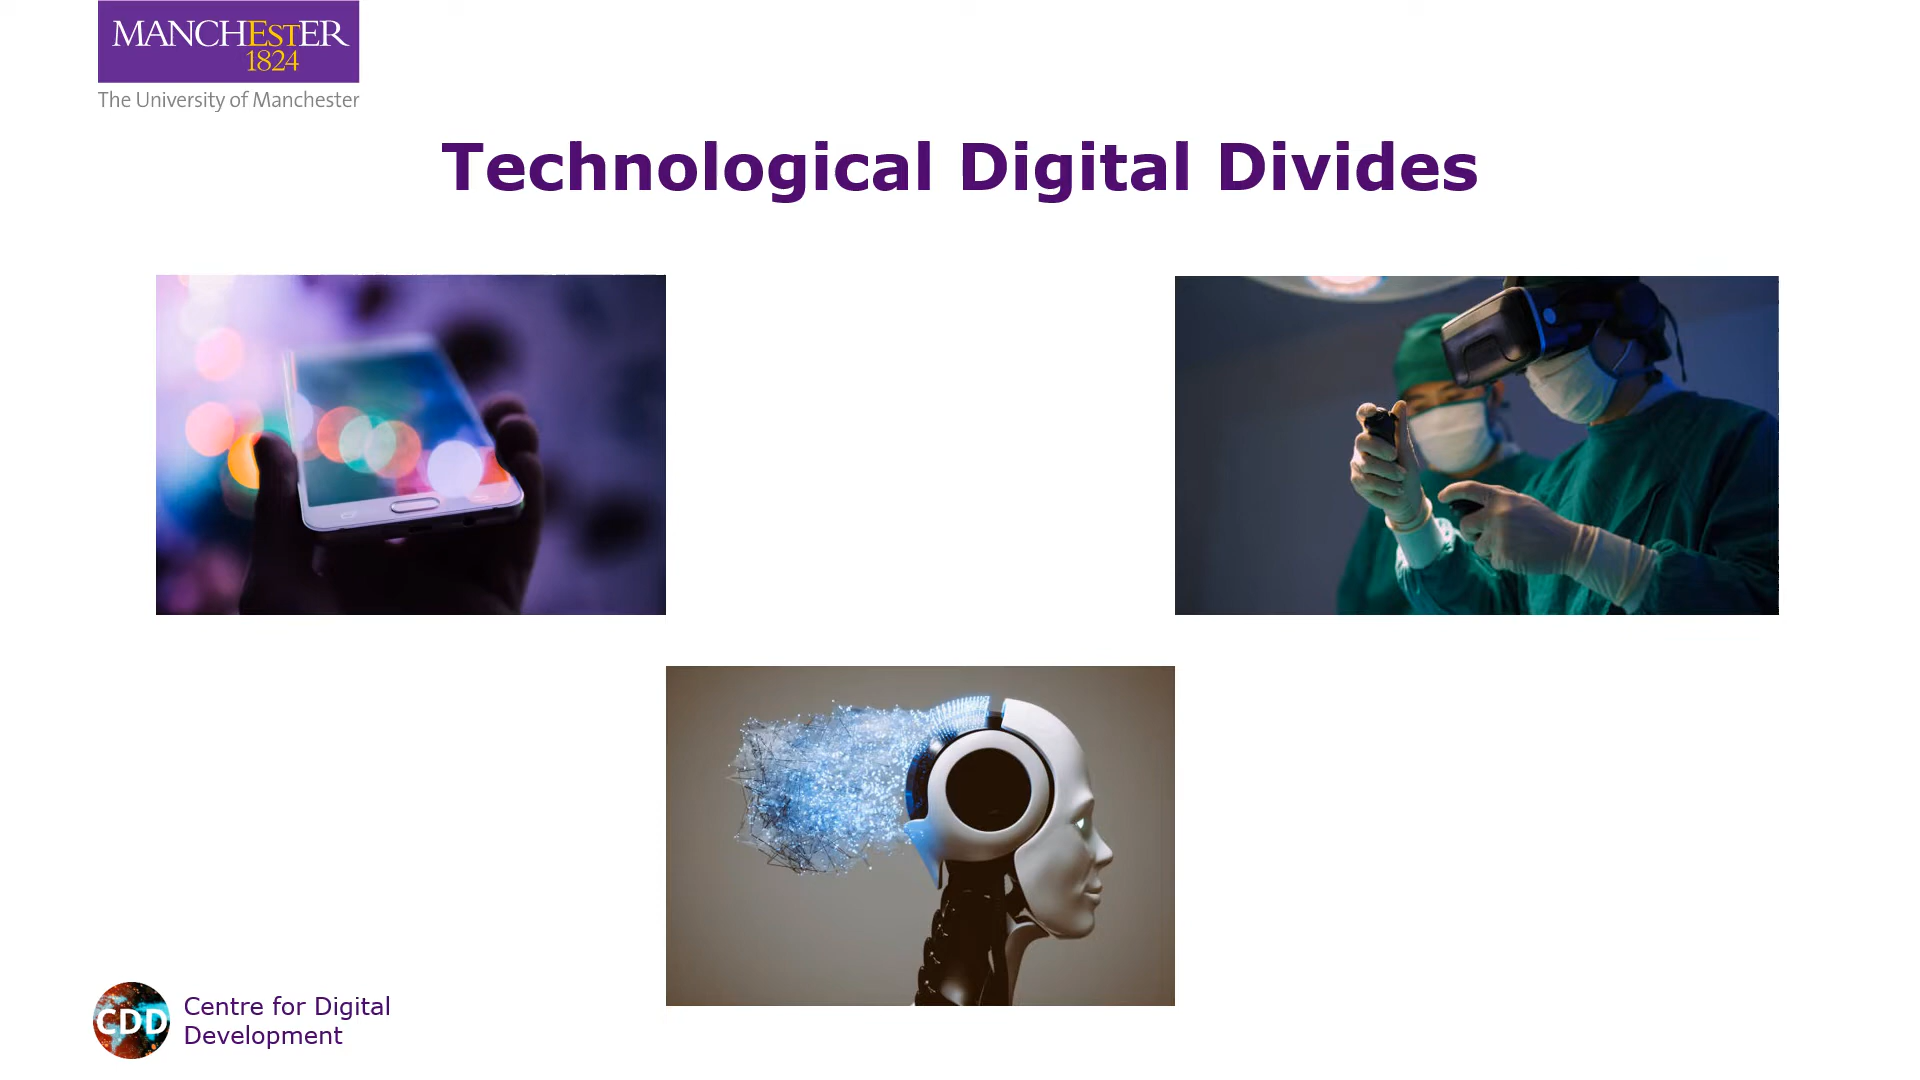 MANCHESTER
1824
The University of Manchester
Technological Digital Divides
CDD
Centre for Digital
Development